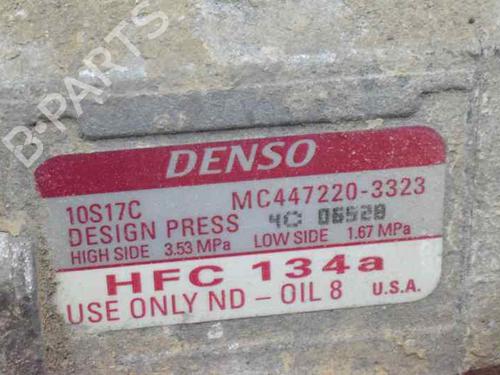 B-PARTS
DENSO
10S17C MC447220-3323
DESIGN PRESS 4C 06528
HIGH SIDE 3.53 MPa LOW SIDE 1.67 MPa
HFC 134a
USE ONLY ND - OIL 8 U.S.A.